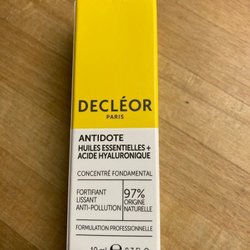 DECLÉOR
PARIS
ANTIDOTE
HUILES ESSENTIELLES +
ACIDE HYALURONIQUE
CONCENTRÉ FONDAMENTAL
FORTIFIANT
LISSANT
ANTI-POLLUTION
97%
ORIGINE
NATURELLE
FORMULATION PROFESSIONNELLE